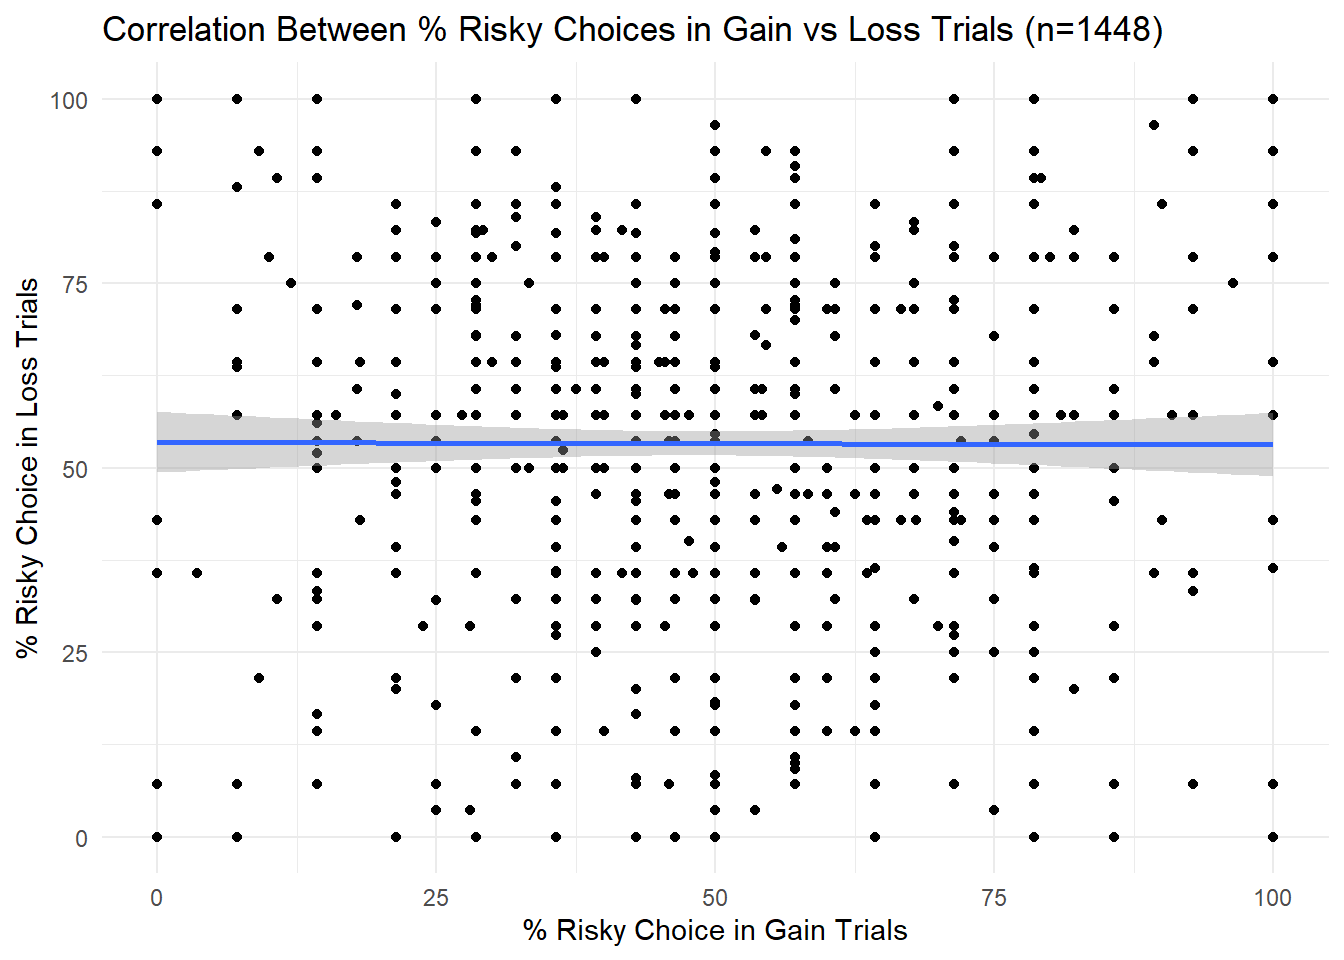 Correlation Between % Risky Choices in Gain vs Loss Trials (n=1448)
100
75
50
25
0
% Risky Choice in Loss Trials
0 25 50 75 100
% Risky Choice in Gain Trials